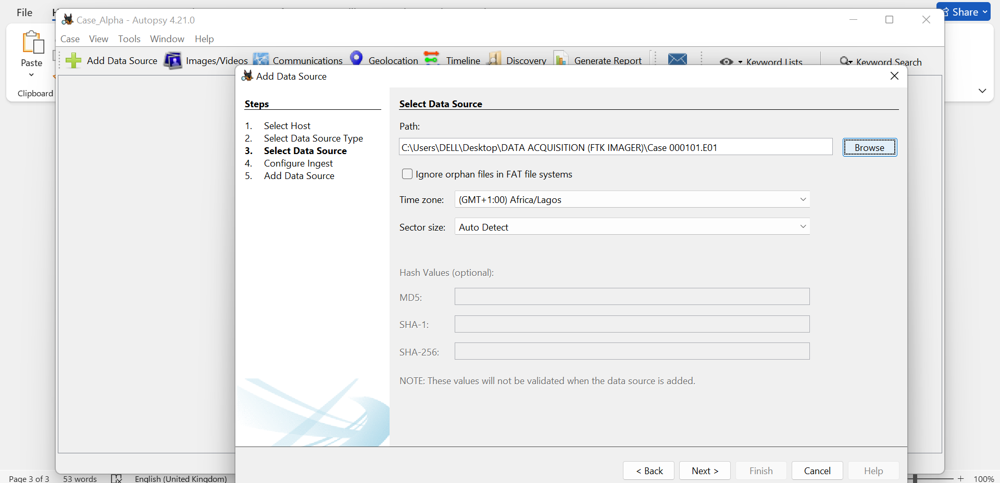 File
Share
Case_Alpha - Autopsy 4.21.0
Case View Tools Window Help
Paste
Add Data Source Images/Videos Communications Geolocation Timeline Discovery Generate Report Keyword Lists Keyword Search
Clipboard
Add Data Source
Steps
1. Select Host
2. Select Data Source Type
3. Select Data Source
4. Configure Ingest
5. Add Data Source
Select Data Source
Path:
C:\Users\DELL\Desktop\DATA ACQUISITION (FTK IMAGER)\Case 000101.E01
Browse
Ignore orphan files in FAT file systems
Time zone: (GMT+1:00) Africa/Lagos
Sector size: Auto Detect
Hash Values (optional):
MD5:
SHA-1:
SHA-256:
NOTE: These values will not be validated when the data source is added.
< Back Next > Finish Cancel Help
Page 3 of 3 53 words English (United Kingdom) 100%